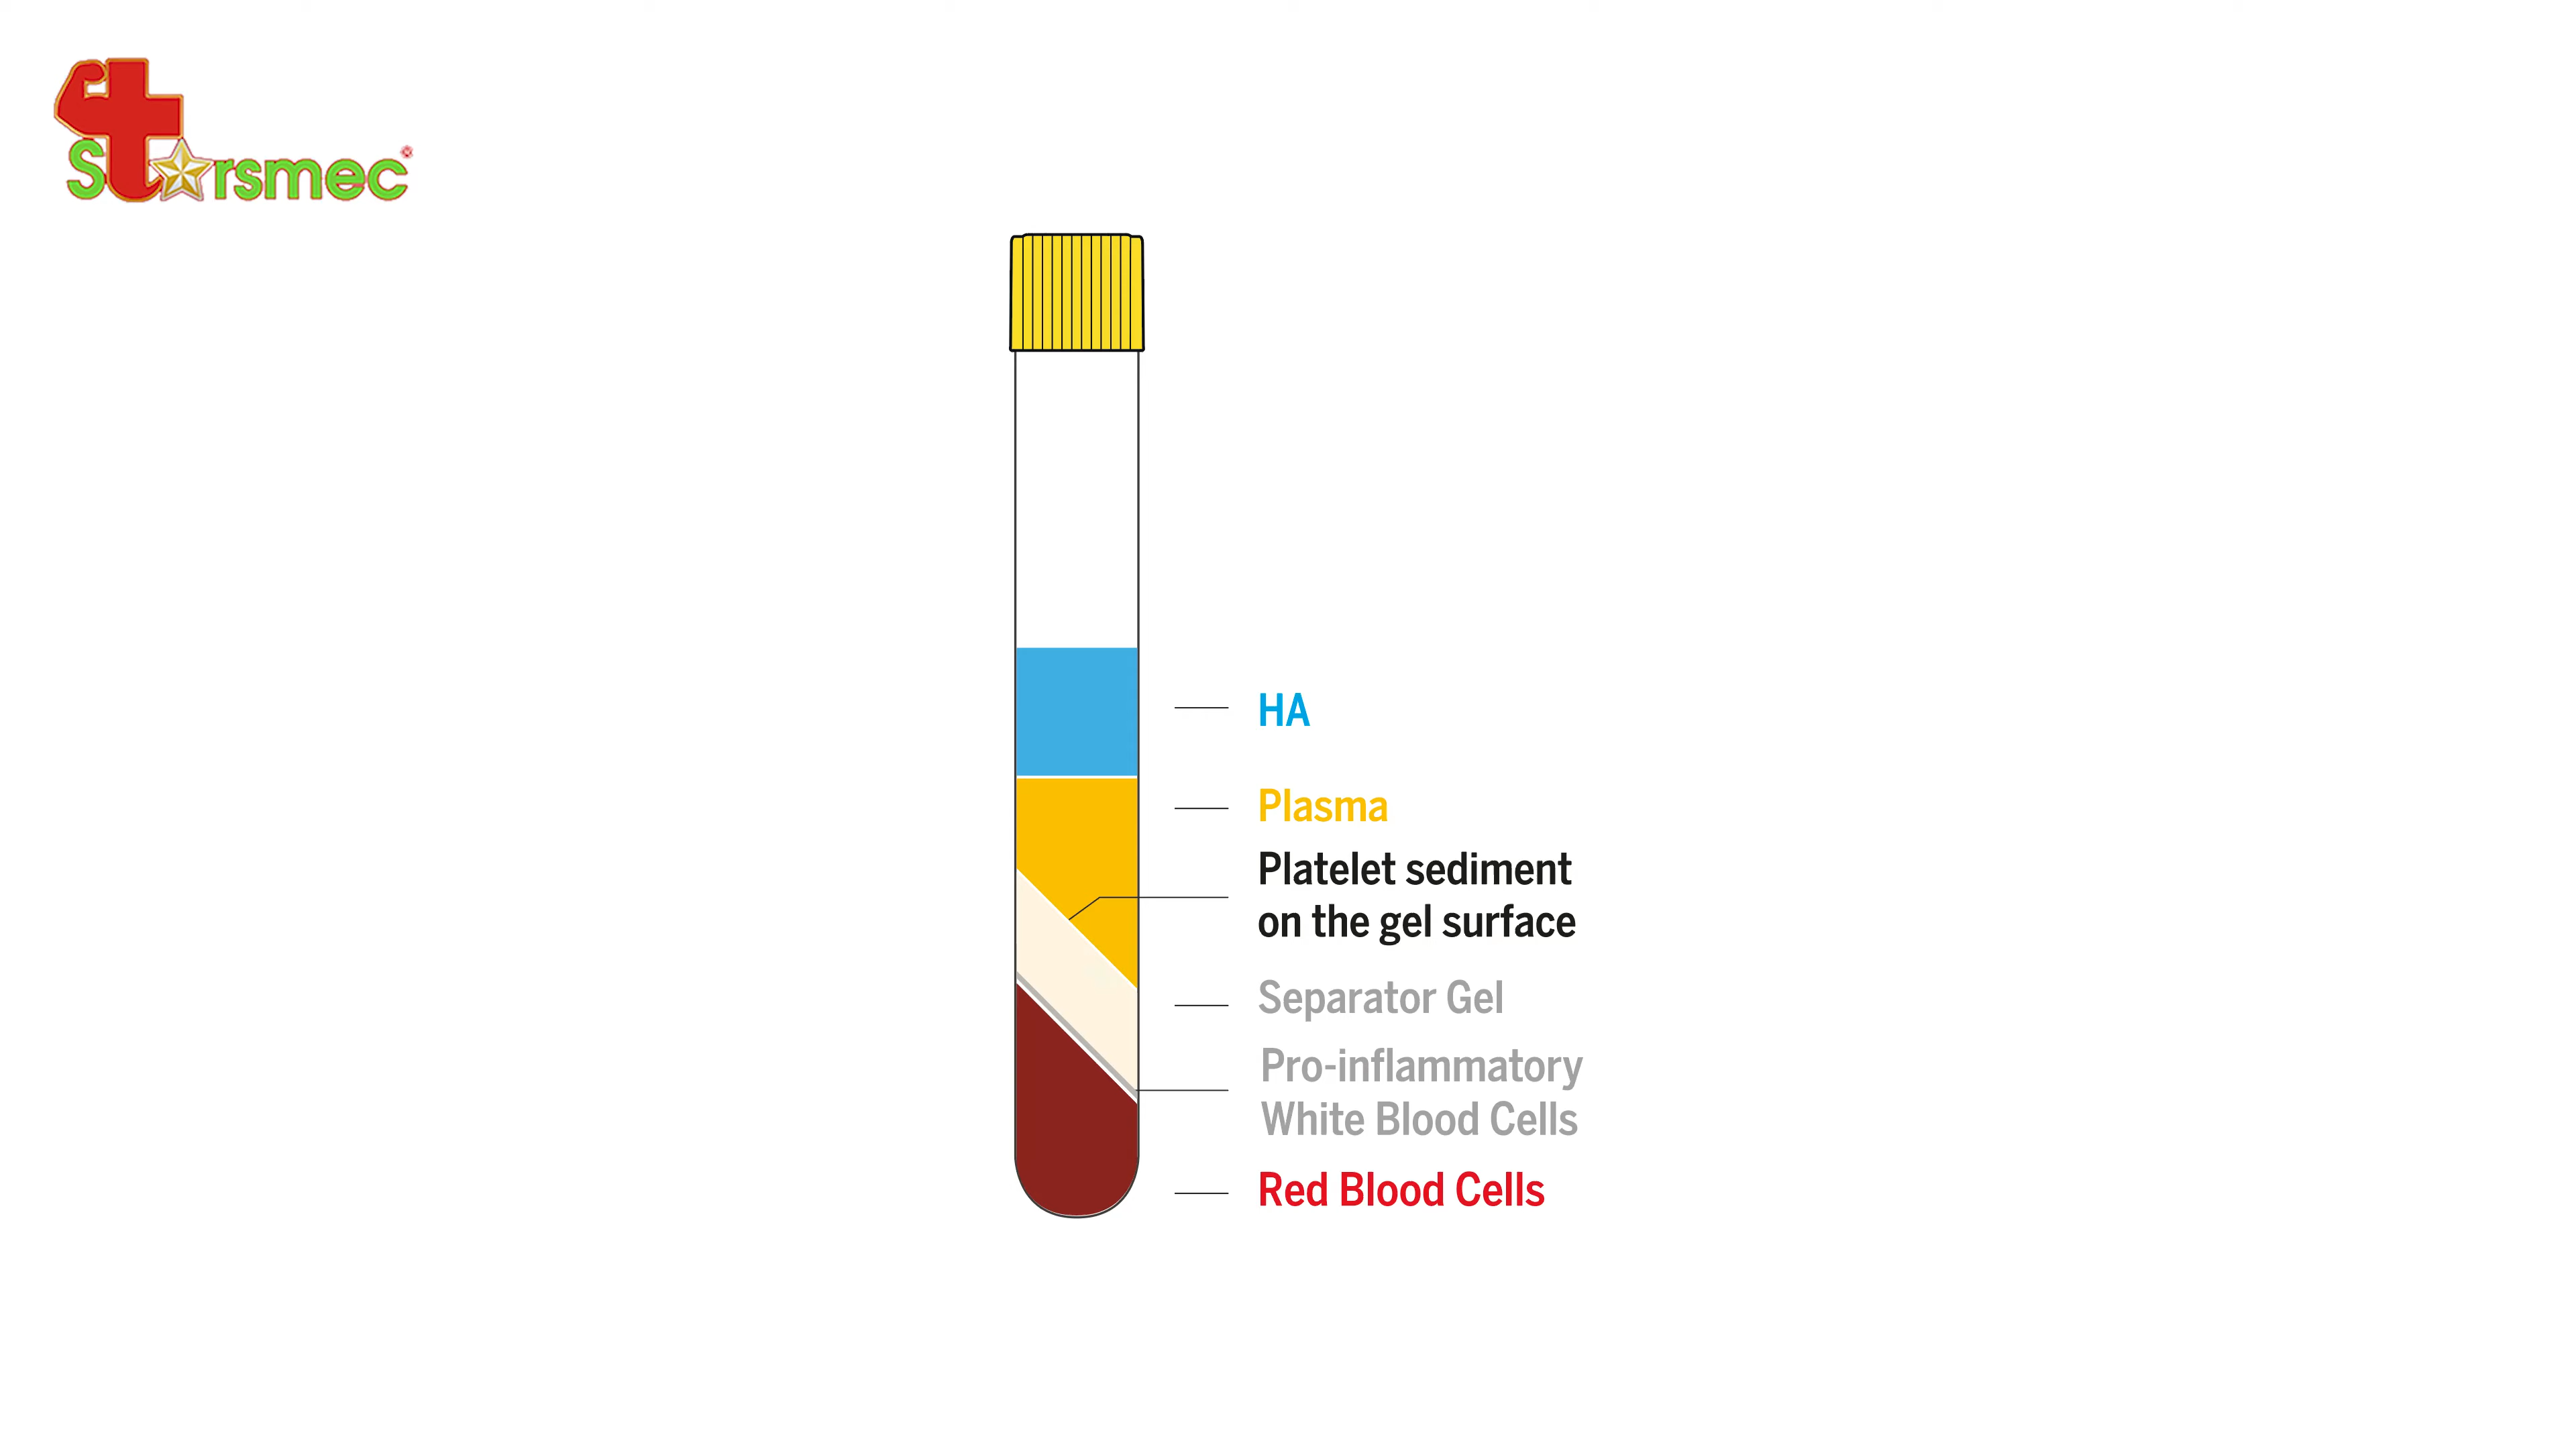 Starsmec
HA
Plasma
Platelet sediment
on the gel surface
Separator Gel
Pro-inflammatory
White Blood Cells
Red Blood Cells